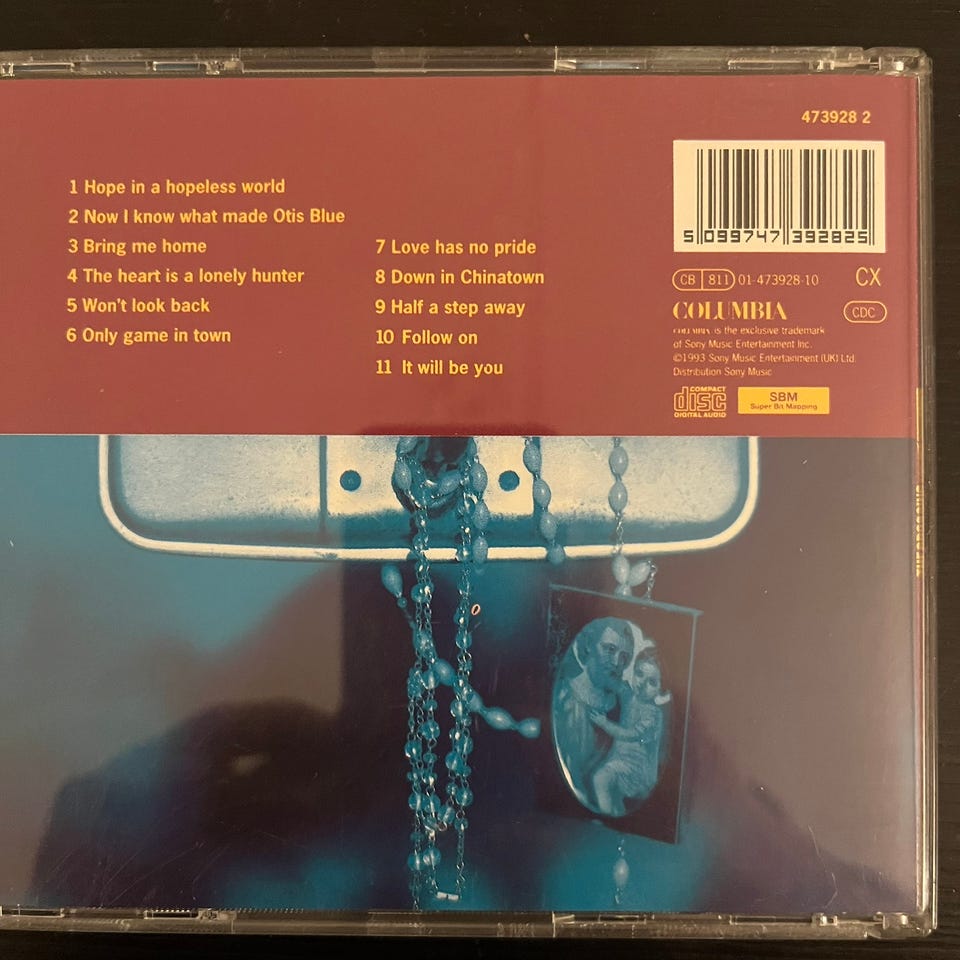 473928 2
1 Hope in a hopeless world
2 Now I know what made Otis Blue
3 Bring me home
4 The heart is a lonely hunter
5 Won't look back
6 Only game in town
7 Love has no pride
8 Down in Chinatown
9 Half a step away
10 Follow on
11 It will be you
5 099747 392825
CB 811 01-473928-10 CX
COLUMBIA CDC
COLUMBIA is the exclusive trademark
of Sony Music Entertainment Inc.
©1993 Sony Music Entertainment (UK) Ltd.
Distribution Sony Music
COMPACT
disc
DIGITAL AUDIO
SBM
Super Bit Mapping